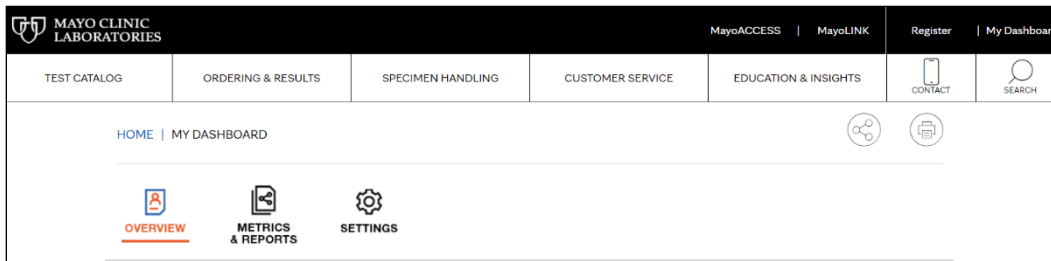 MAYO CLINIC
LABORATORIES
MayoACCESS | MayoLINK Register | My Dashboar
TEST CATALOG ORDERING & RESULTS SPECIMEN HANDLING CUSTOMER SERVICE EDUCATION & INSIGHTS CONTACT SEARCH
HOME | MY DASHBOARD
OVERVIEW METRICS SETTINGS
& REPORTS